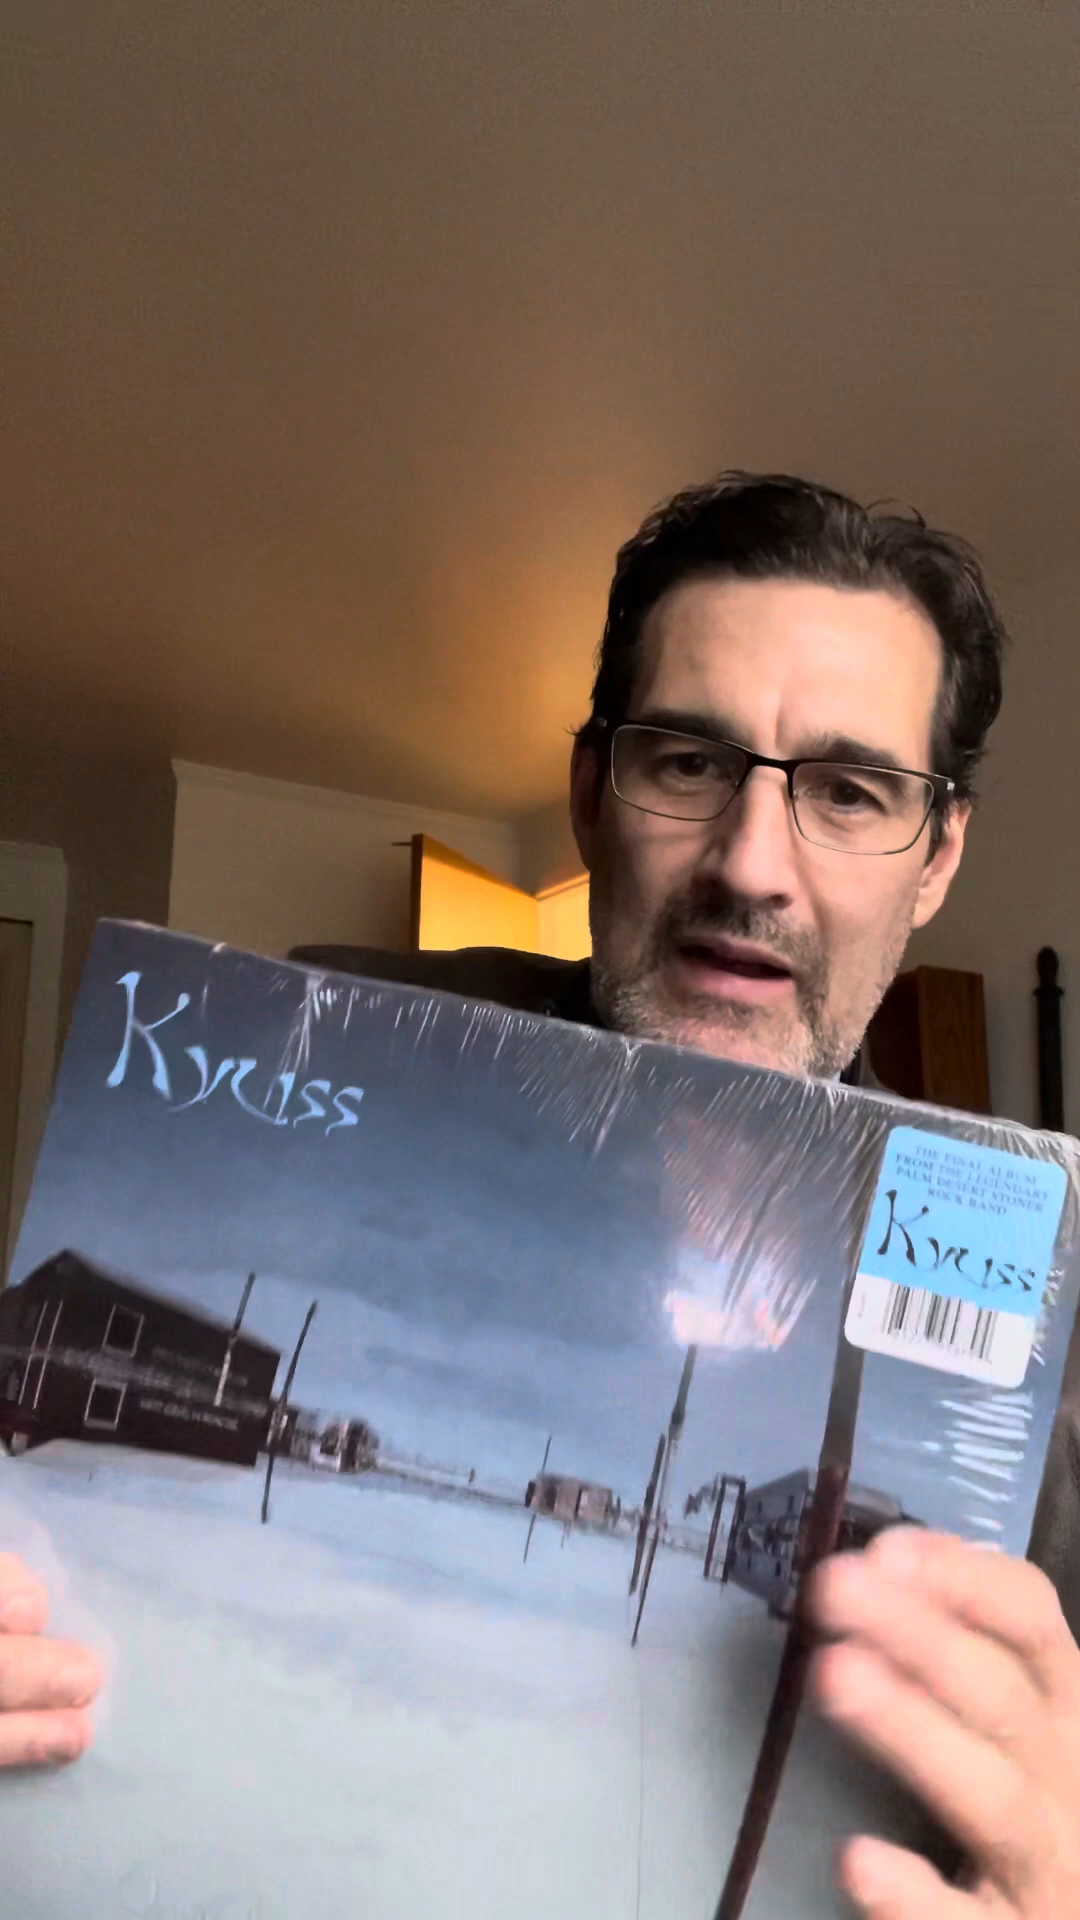 Kyuss
THE FINAL ALBUM
FROM THE LEGENDARY
PALM DESERT STONER
ROCK BAND
Kyuss